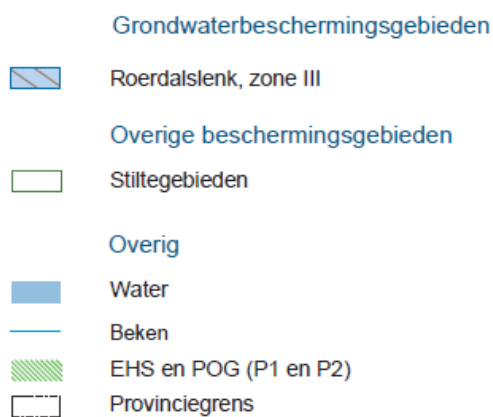 Grondwaterbeschermingsgebieden
Roerdalslenk, zone III
Overige beschermingsgebieden
Stiltegebieden
Overig
Water
Beken
EHS en POG (P1 en P2)
Provinciegrens